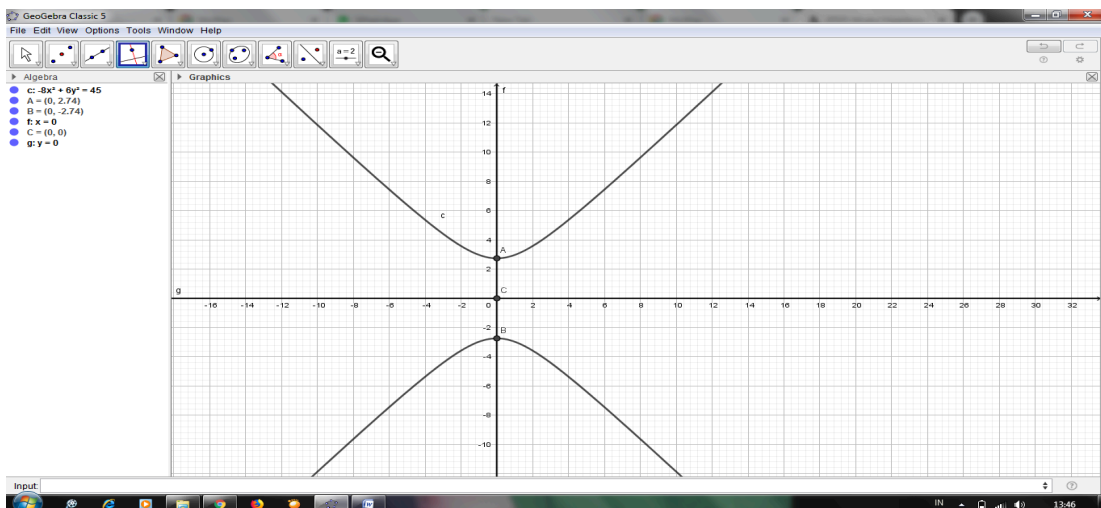 GeoGebra Classic 5
File Edit View Options Tools Window Help
a = 2
Algebra
Graphics
c: -8x² + 6y² = 45
A = (0, 2.74)
B = (0, -2.74)
f: x = 0
C = (0, 0)
g: y = 0
f
14
12
10
8
6
c
4
A
2
g
C
-16 -14 -12 -10 -8 -6 -4 -2 0 2 4 6 8 10 12 14 16 18 20 22 24 26 28 30 32
-2
B
-4
-6
-8
-10
Input:
IN 13:46